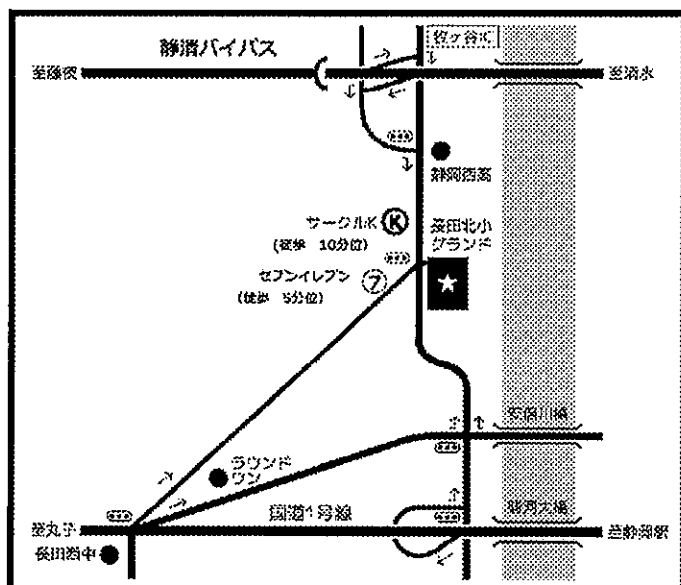 牧ヶ谷IC
静清バイパス
至藤枝
至清水
静岡西高
サークルK
K
(徒歩 10分位)
長田北小
グランド
セブンイレブン
7
(徒歩 5分位)
安倍川橋
ラウンド
ワン
国道1号線
駿河大橋
至丸子
至静岡駅
長田西中